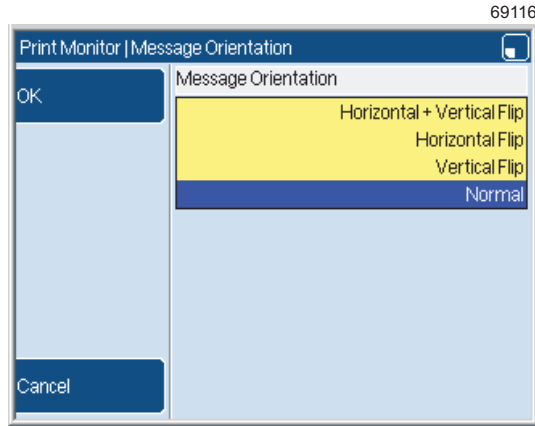 69116
Print Monitor | Message Orientation
OK
Message Orientation
Horizontal + Vertical Flip
Horizontal Flip
Vertical Flip
Normal
Cancel